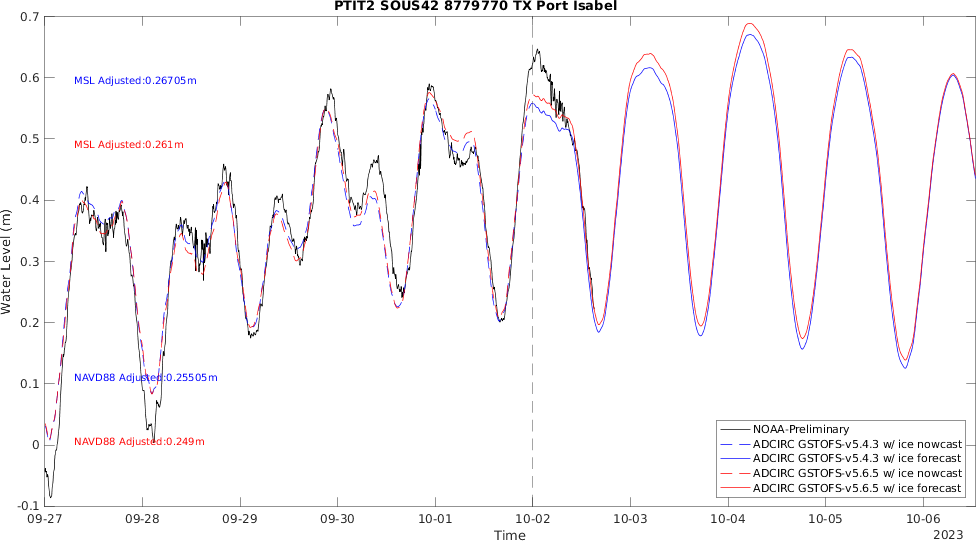 PTIT2 SOUS42 8779770 TX Port Isabel
0.7
0.6
0.5
0.4
0.3
0.2
0.1
0
-0.1
Water Level (m)
MSL Adjusted:0.26705m
MSL Adjusted:0.261m
NAVD88 Adjusted:0.25505m
NAVD88 Adjusted:0.249m
NOAA-Preliminary
ADCIRC GSTOFS-v5.4.3 w/ ice nowcast
ADCIRC GSTOFS-v5.4.3 w/ ice forecast
ADCIRC GSTOFS-v5.6.5 w/ ice nowcast
ADCIRC GSTOFS-v5.6.5 w/ ice forecast
09-27 09-28 09-29 09-30 10-01 10-02 10-03 10-04 10-05 10-06
Time
2023